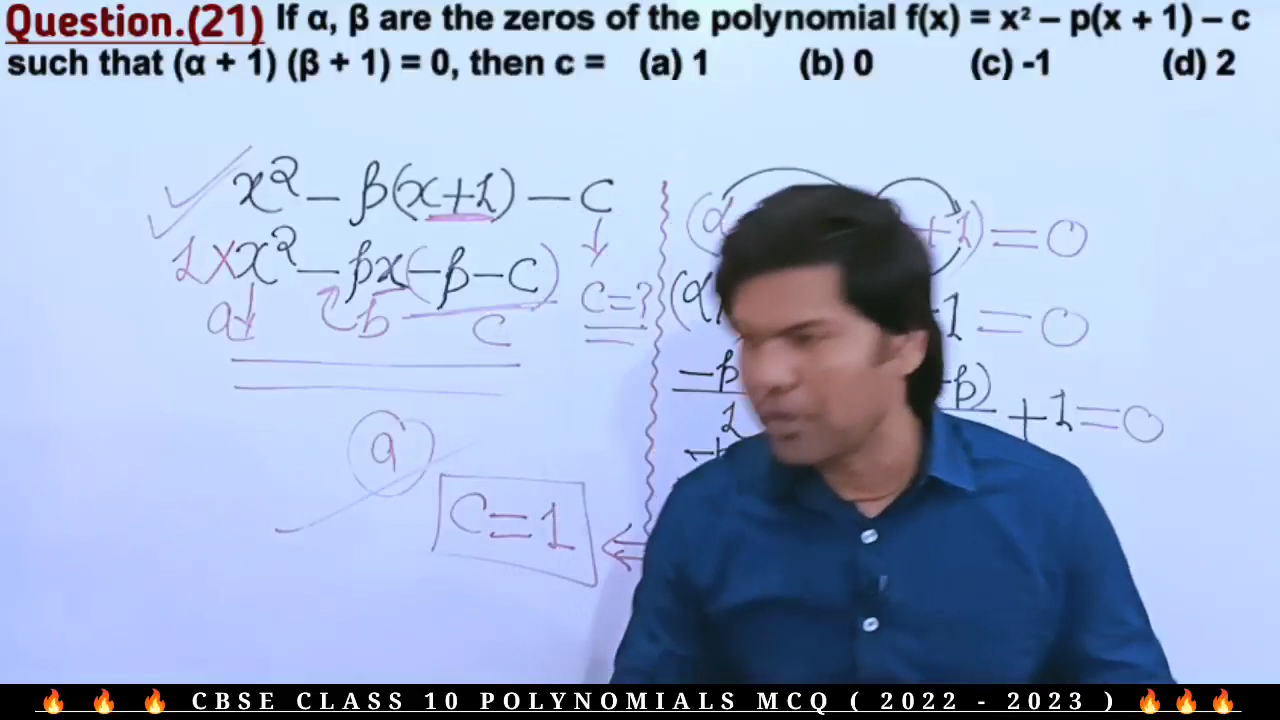 Question.(21) If α, β are the zeros of the polynomial f(x) = x² – p(x + 1) – c
such that (α + 1) (β + 1) = 0, then c = (a) 1 (b) 0 (c) -1 (d) 2
x² – p(x+1) – c
1×x² – px(–p–c)
a b c
c=?
(α +1)=0
(α 1=0
–p –p) +1=0
1
a
C=1
🔥 🔥 🔥 CBSE CLASS 10 POLYNOMIALS MCQ ( 2022 - 2023 ) 🔥🔥🔥